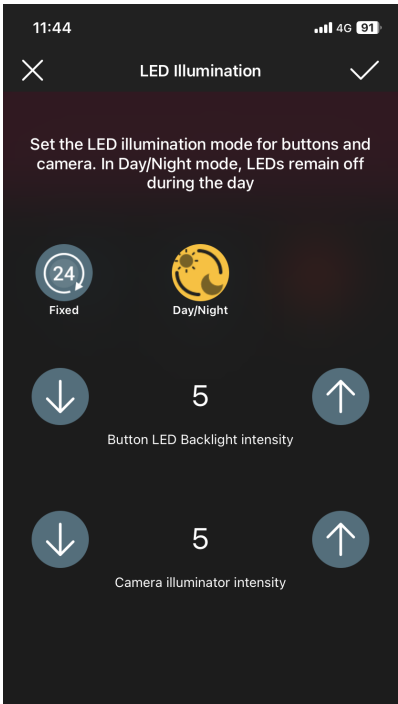 11:44
4G 91
LED Illumination
Set the LED illumination mode for buttons and
camera. In Day/Night mode, LEDs remain off
during the day
24
Fixed
Day/Night
5
Button LED Backlight intensity
5
Camera illuminator intensity